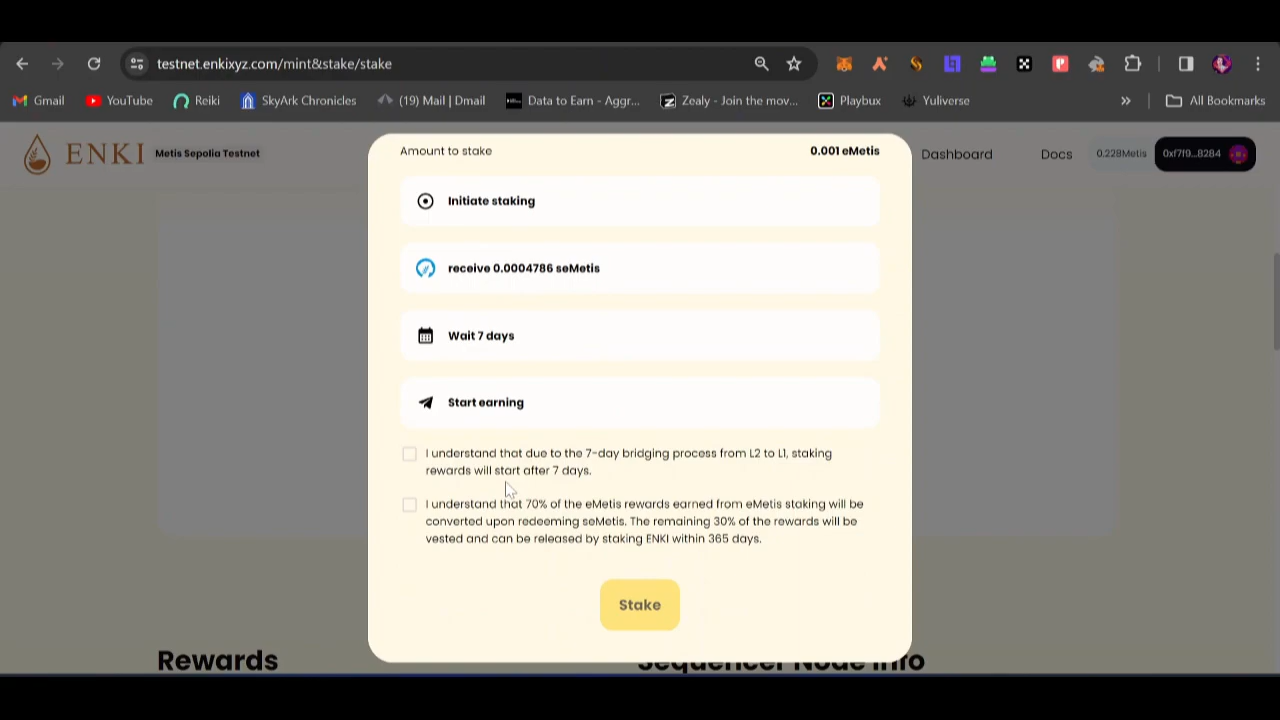 testnet.enkixyz.com/mint&stake/stake
Gmail
YouTube
Reiki
SkyArk Chronicles
(19) Mail | Dmail
Data to Earn - Aggr...
Zealy - Join the mov...
Playbux
Yuliverse
»
All Bookmarks
ENKI
Metis Sepolia Testnet
Dashboard
Docs
0.228Metis
0xf7f9...8284
Amount to stake
0.001 eMetis
Initiate staking
receive 0.0004786 seMetis
Wait 7 days
Start earning
I understand that due to the 7-day bridging process from L2 to L1, staking
rewards will start after 7 days.
I understand that 70% of the eMetis rewards earned from eMetis staking will be
converted upon redeeming seMetis. The remaining 30% of the rewards will be
vested and can be released by staking ENKI within 365 days.
Stake
Rewards
Sequencer Node Info